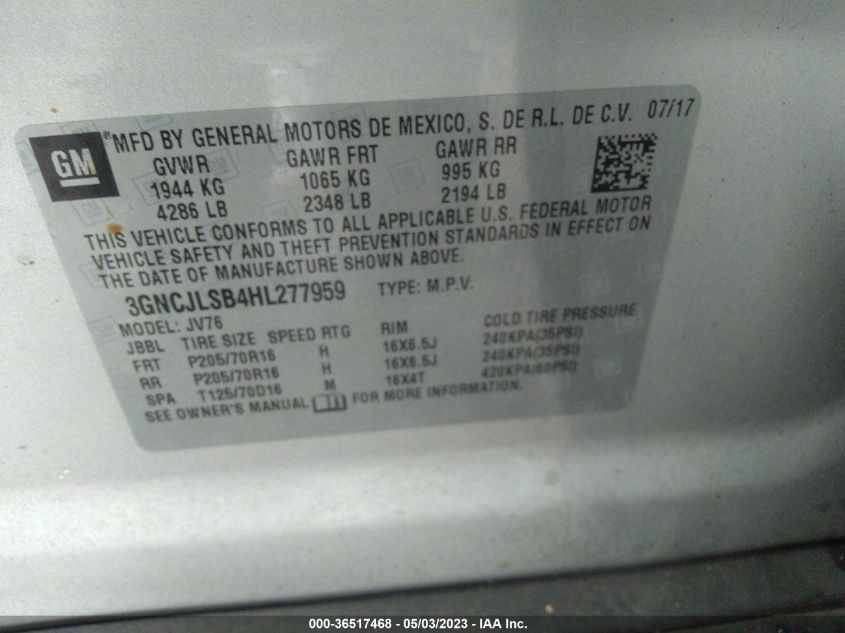 GM
®MFD BY GENERAL MOTORS DE MEXICO, S. DE R.L. DE C.V. 07/17
GVWR GAWR FRT GAWR RR
1944 KG 1065 KG 995 KG
4286 LB 2348 LB 2194 LB
THIS VEHICLE CONFORMS TO ALL APPLICABLE U.S. FEDERAL MOTOR
VEHICLE SAFETY AND THEFT PREVENTION STANDARDS IN EFFECT ON
THE DATE OF MANUFACTURE SHOWN ABOVE.
3GNCJLSB4HL277959 TYPE: M.P.V.
MODEL: JV76
JBBL TIRE SIZE SPEED RTG RIM COLD TIRE PRESSURE
FRT P205/70R16 H 16X6.5J 240KPA(35PSI)
RR P205/70R16 H 16X6.5J 240KPA(35PSI)
SPA T125/70D16 M 16X4T 420KPA(60PSI)
SEE OWNER'S MANUAL FOR MORE INFORMATION.
000-36517468 - 05/03/2023 - IAA Inc.